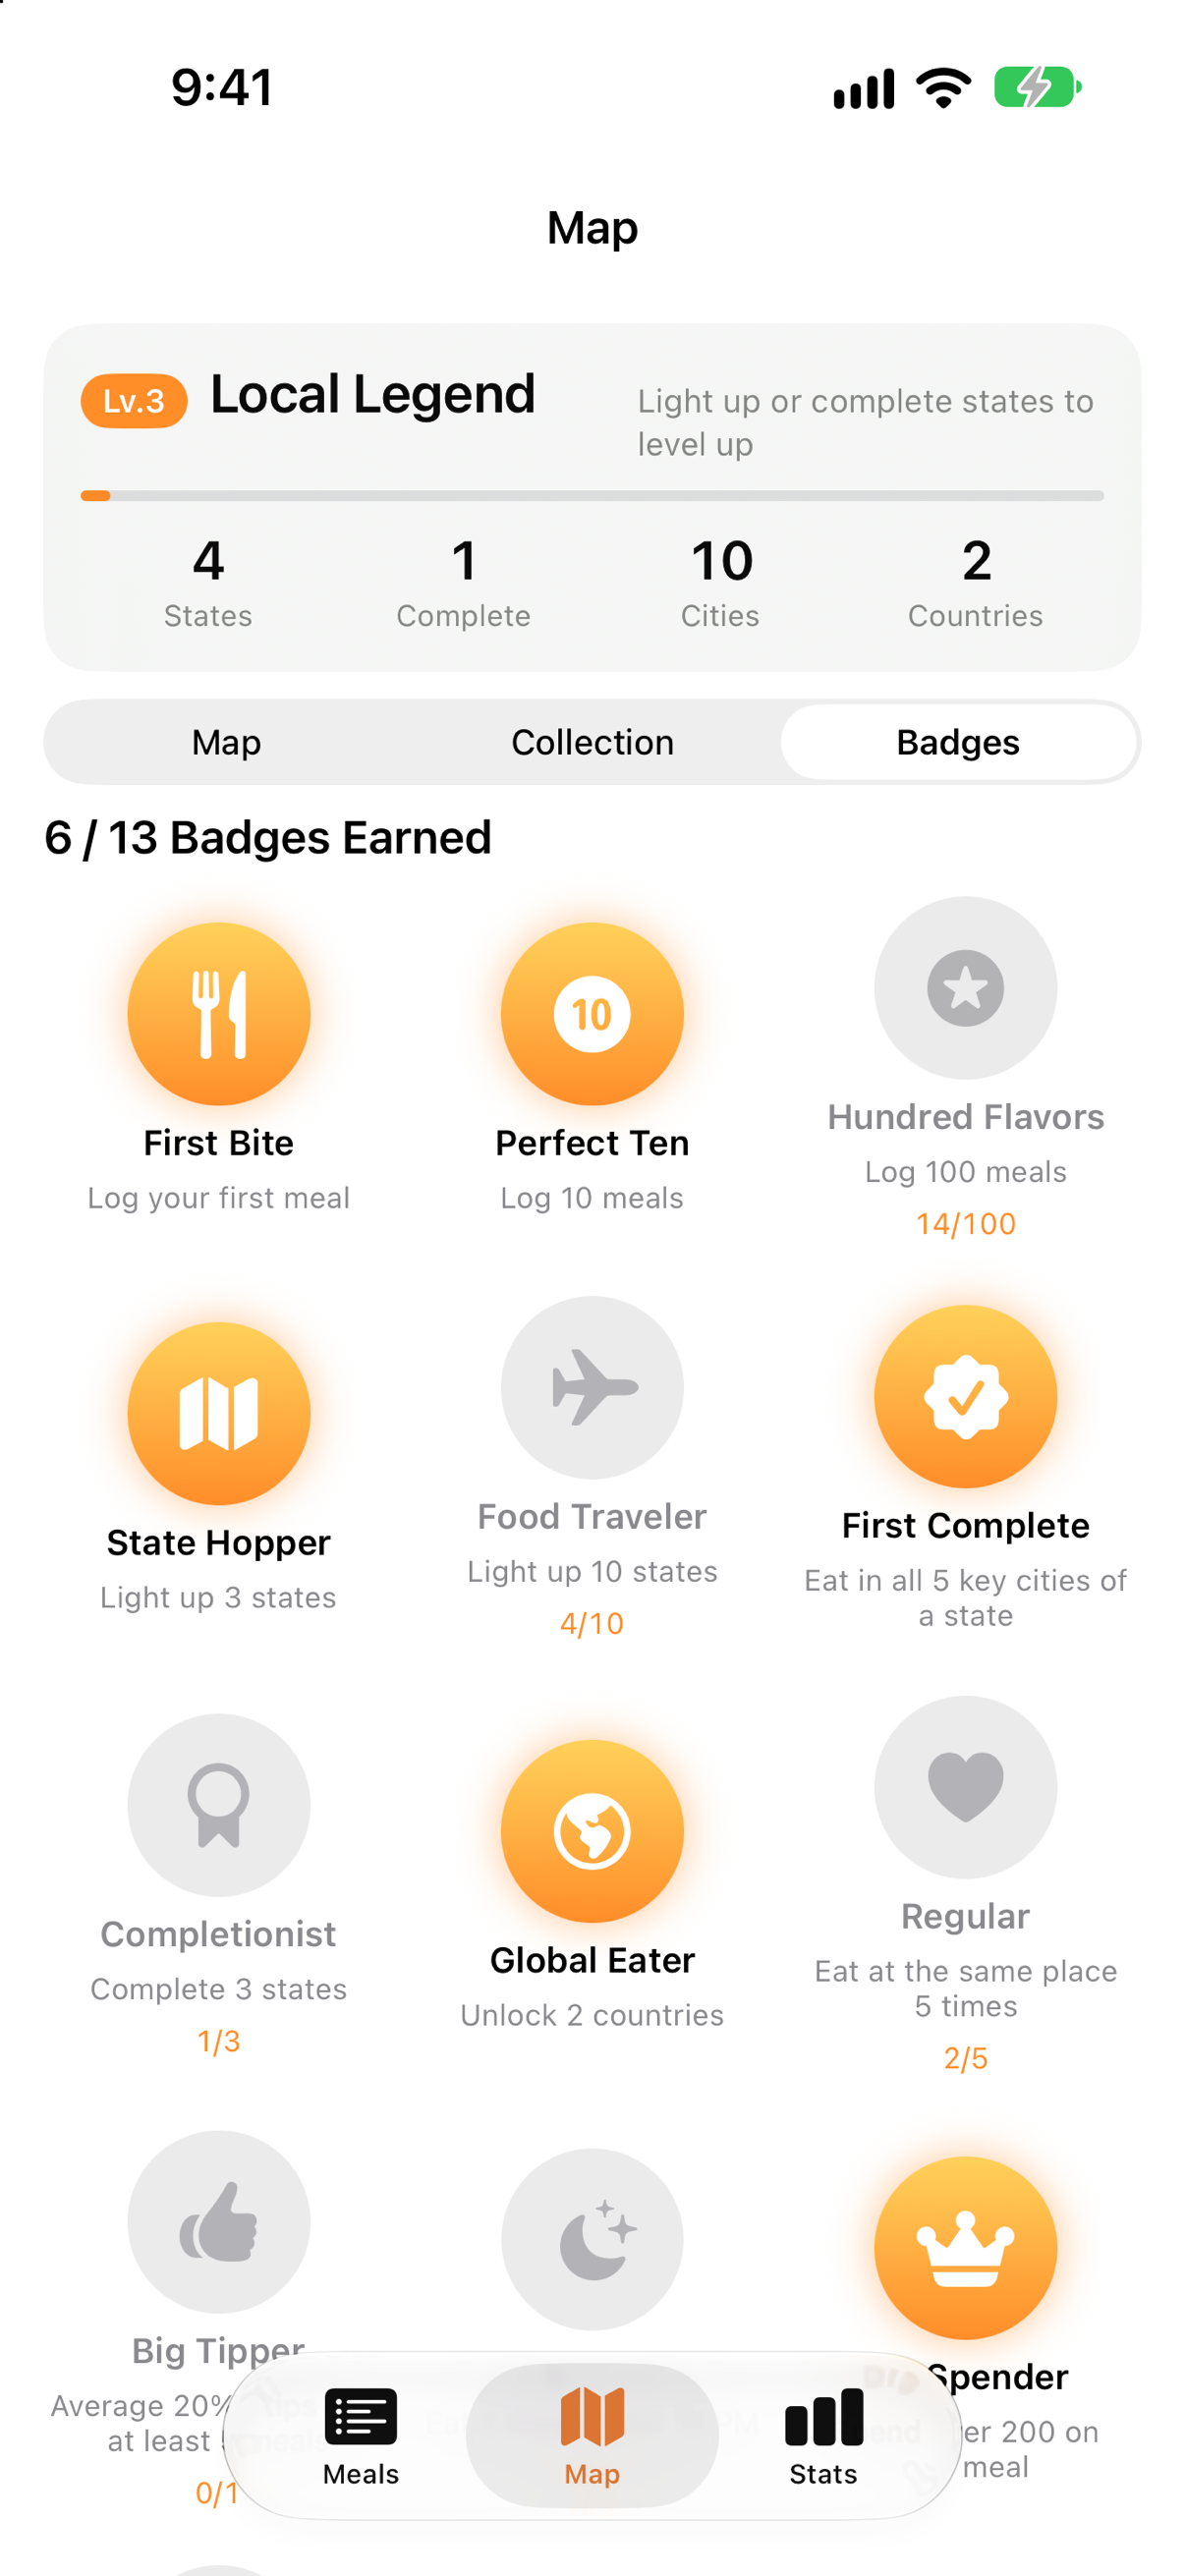 9:41
Map
Lv.3 Local Legend
Light up or complete states to
level up
4 1 10 2
States Complete Cities Countries
Map Collection Badges
6 / 13 Badges Earned
10
First Bite
Log your first meal
Perfect Ten
Log 10 meals
Hundred Flavors
Log 100 meals
14/100
State Hopper
Light up 3 states
Food Traveler
Light up 10 states
4/10
First Complete
Eat in all 5 key cities of
a state
Completionist
Complete 3 states
1/3
Global Eater
Unlock 2 countries
Regular
Eat at the same place
5 times
2/5
Big Tipper
Average 20% tips
at least meals
0/1
Spender
er 200 on
meal
Meals Map Stats